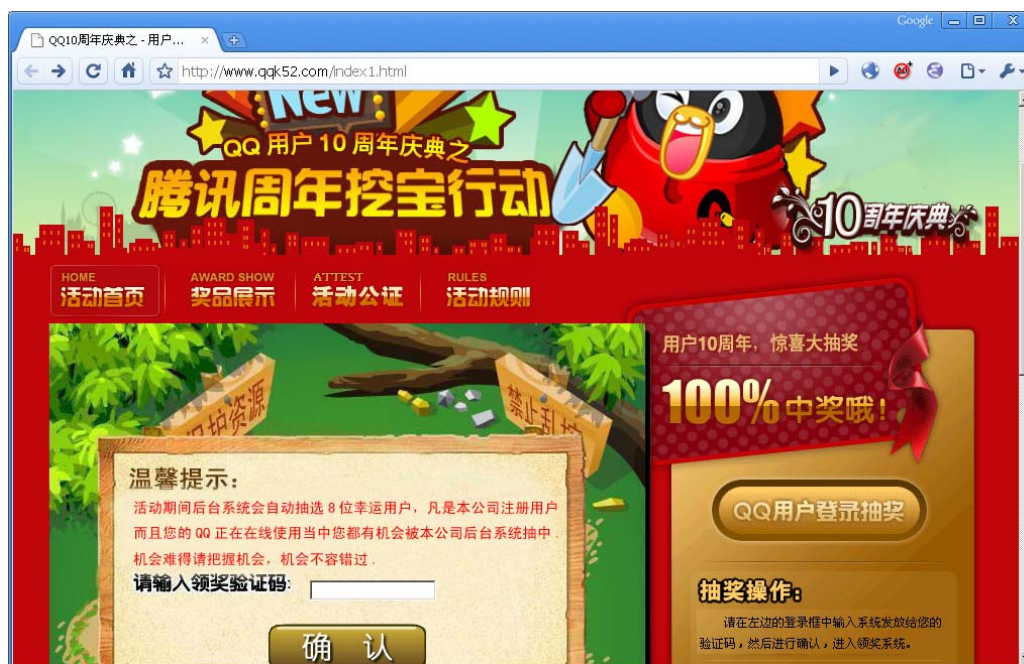 Google
QQ10周年庆典之 - 用户...
http://www.qqk52.com/index1.html
New
QQ 用户 10 周年庆典之
腾讯周年挖宝行动
10周年庆典
HOME
活动首页
AWARD SHOW
奖品展示
ATTEST
活动公证
RULES
活动规则
用户10周年，惊喜大抽奖
100%中奖哦!
护资源
禁止乱
温馨提示：
活动期间后台系统会自动抽选 8 位幸运用户，凡是本公司注册用户
而且您的 QQ 正在在线使用当中您都有机会被本公司后台系统抽中 .
机会难得请把握机会，机会不容错过 .
请输入领奖验证码:
确 认
QQ用户登录抽奖
抽奖操作:
请在左边的登录框中输入系统发放给您的
验证码，然后进行确认，进入领奖系统。